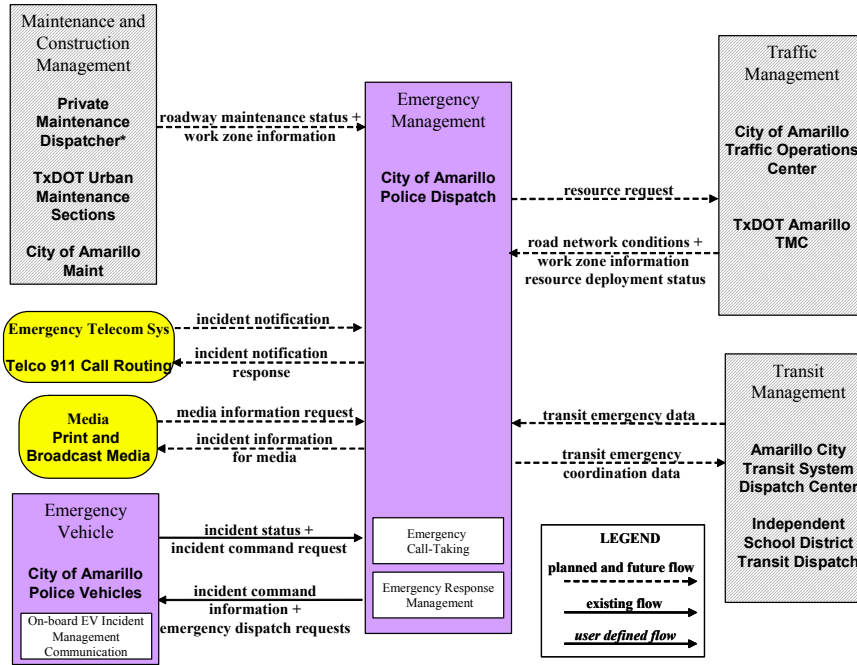 Maintenance and
Construction
Management
Private
Maintenance
Dispatcher*
TxDOT Urban
Maintenance
Sections
City of Amarillo
Maint
roadway maintenance status +
work zone information
Emergency
Management
City of Amarillo
Police Dispatch
Traffic
Management
City of Amarillo
Traffic Operations
Center
TxDOT Amarillo
TMC
resource request
road network conditions +
work zone information
resource deployment status
Emergency Telecom Sys
Telco 911 Call Routing
incident notification
incident notification
response
Media
Print and
Broadcast Media
media information request
incident information
for media
transit emergency data
transit emergency
coordination data
Transit
Management
Amarillo City
Transit System
Dispatch Center
Independent
School District
Transit Dispatch
Emergency
Vehicle
City of Amarillo
Police Vehicles
On-board EV Incident
Management
Communication
incident status +
incident command request
incident command
information +
emergency dispatch requests
Emergency
Call-Taking
Emergency Response
Management
LEGEND
planned and future flow
existing flow
user defined flow